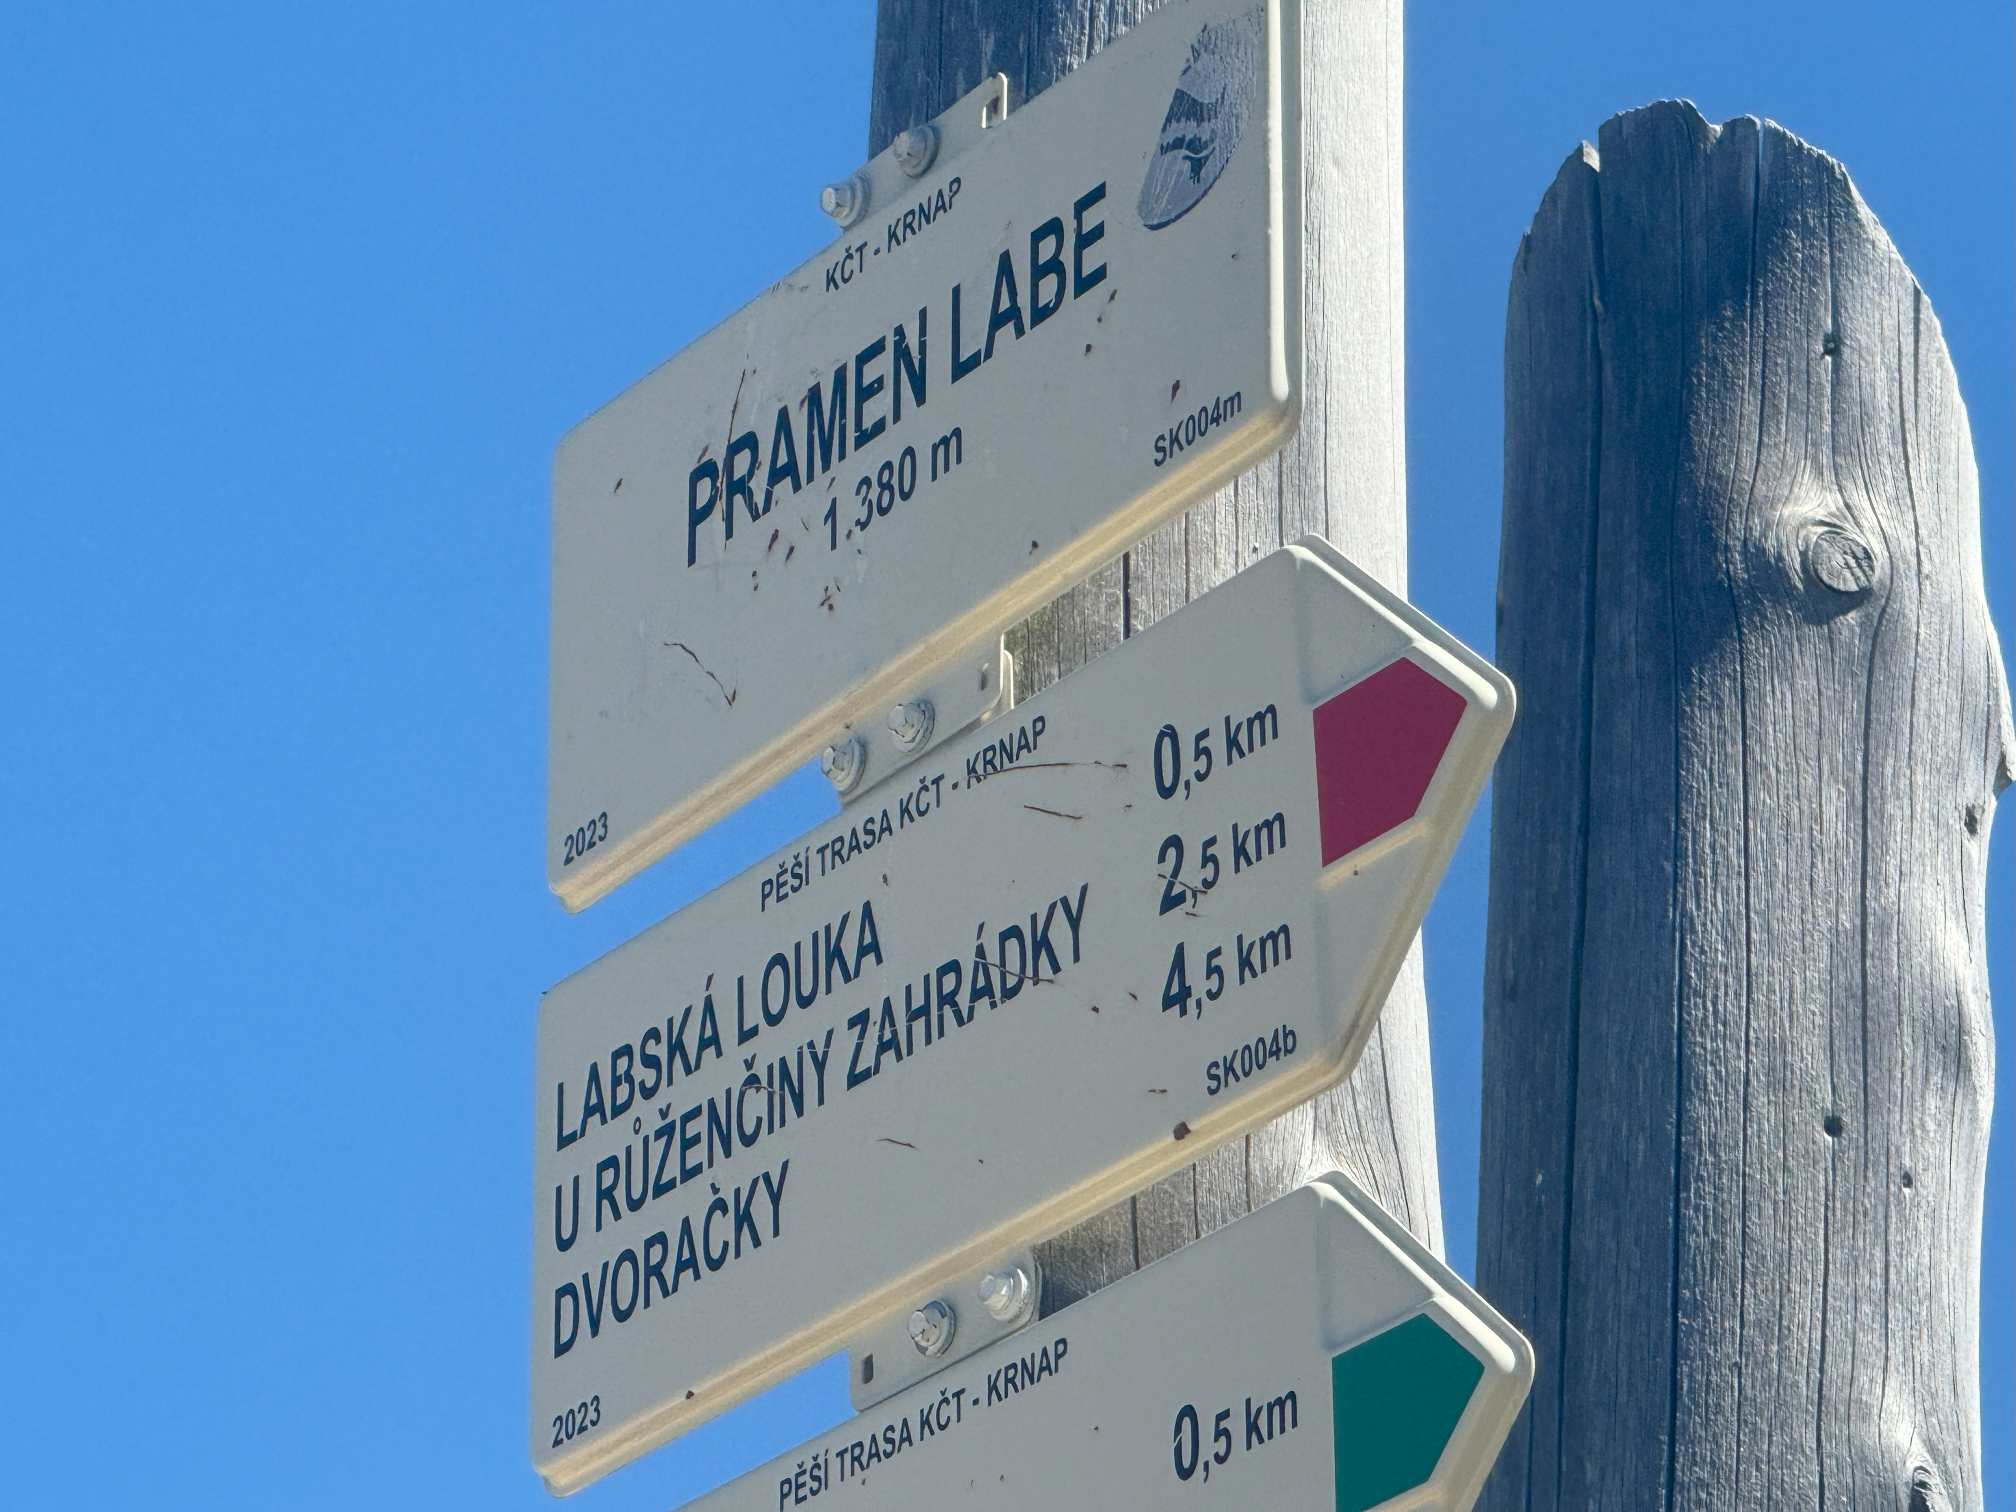 KČT - KRNAP
PRAMEN LABE
1.380 m
SK004m
2023
PĚŠÍ TRASA KČT - KRNAP
LABSKÁ LOUKA 0,5 km
U RŮŽENČINY ZAHRÁDKY 2,5 km
DVORAČKY 4,5 km
SK004b
2023
PĚŠÍ TRASA KČT - KRNAP
0,5 km